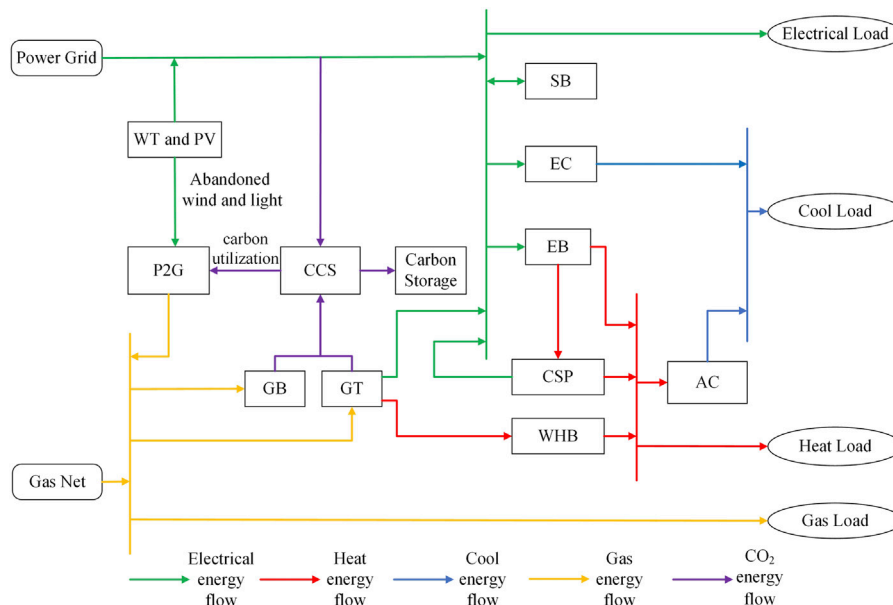 Power Grid
Electrical Load
SB
WT and PV
EC
Abandoned
wind and light
Cool Load
carbon
utilization
P2G
CCS
Carbon
Storage
EB
GB
GT
CSP
AC
WHB
Heat Load
Gas Net
Gas Load
Electrical
energy
flow
Heat
energy
flow
Cool
energy
flow
Gas
energy
flow
CO₂
energy
flow